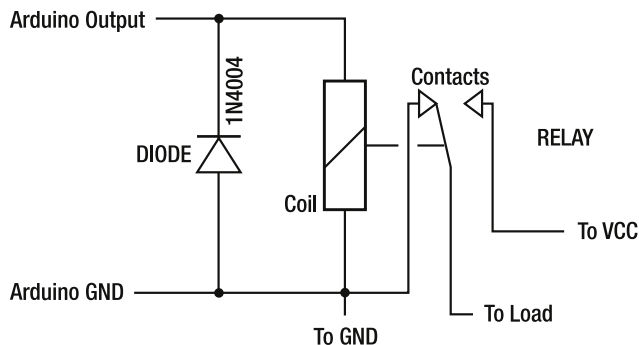 Arduino Output
1N4004
Contacts
DIODE
RELAY
Coil
To VCC
Arduino GND
To Load
To GND